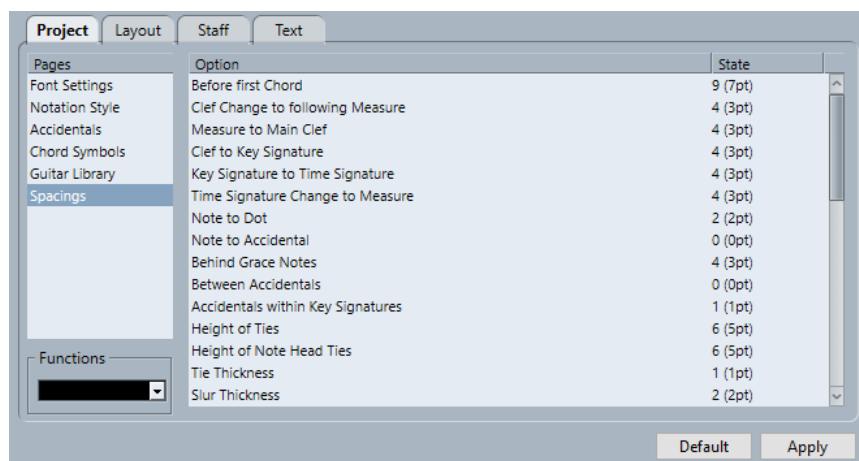 Project Layout Staff Text
Pages
Font Settings
Notation Style
Accidentals
Chord Symbols
Guitar Library
Spacings
Functions
Option State
Before first Chord 9 (7pt)
Clef Change to following Measure 4 (3pt)
Measure to Main Clef 4 (3pt)
Clef to Key Signature 4 (3pt)
Key Signature to Time Signature 4 (3pt)
Time Signature Change to Measure 4 (3pt)
Note to Dot 2 (2pt)
Note to Accidental 0 (0pt)
Behind Grace Notes 4 (3pt)
Between Accidentals 0 (0pt)
Accidentals within Key Signatures 1 (1pt)
Height of Ties 6 (5pt)
Height of Note Head Ties 6 (5pt)
Tie Thickness 1 (1pt)
Slur Thickness 2 (2pt)
Default Apply